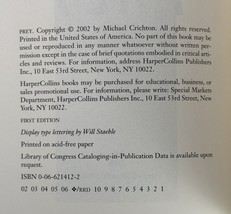 PREY. Copyright © 2002 by Michael Crichton. All rights reserved.
Printed in the United States of America. No part of this book may be
used or reproduced in any manner whatsoever without written permis-
sion except in the case of brief quotations embodied in critical arti-
cles and reviews. For information, address HarperCollins Publishers
Inc., 10 East 53rd Street, New York, NY 10022.
HarperCollins books may be purchased for educational, business, or
sales promotional use. For information, please write: Special Markets
Department, HarperCollins Publishers Inc., 10 East 53rd Street,
New York, NY 10022.
FIRST EDITION
Display type lettering by Will Staehle
Printed on acid-free paper
Library of Congress Cataloging-in-Publication Data is available upon
request.
ISBN 0-06-621412-2
02 03 04 05 06 ❖/RRD 10 9 8 7 6 5 4 3 2 1